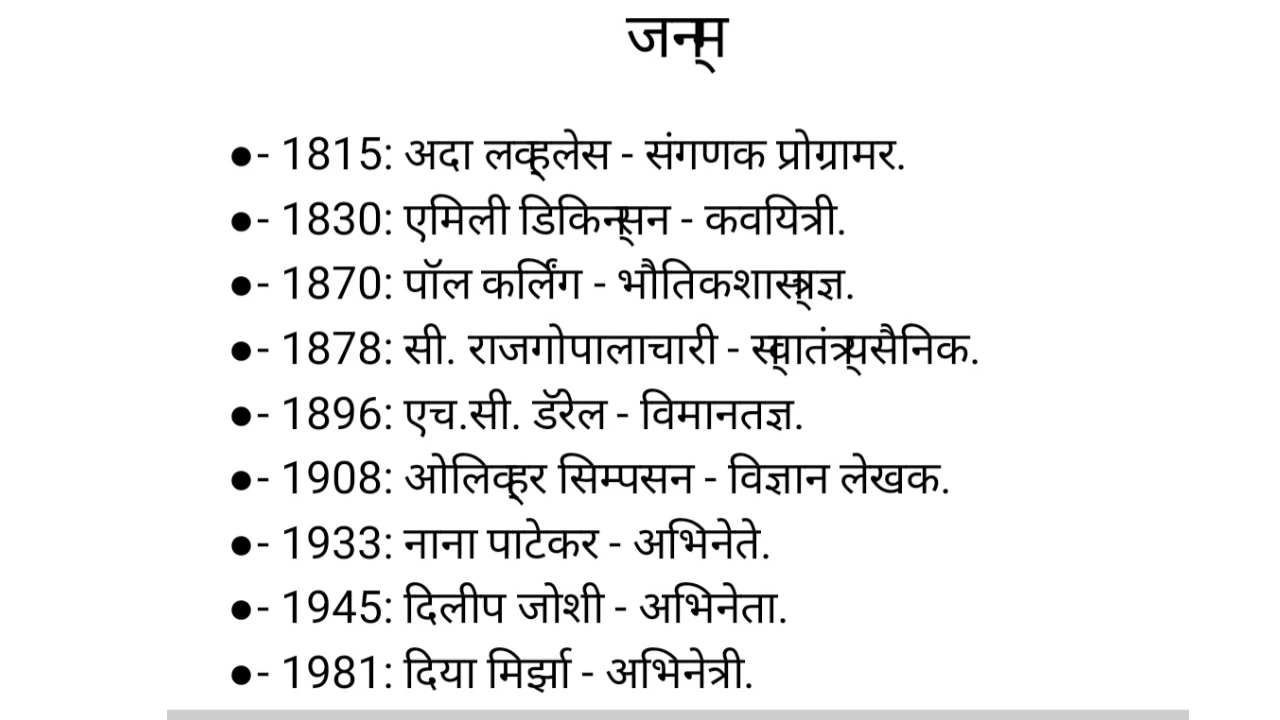 जन्म
●- 1815: अदा लव्हलेस - संगणक प्रोग्रामर.
●- 1830: एमिली डिकिन्सन - कवयित्री.
●- 1870: पॉल कर्लिंग - भौतिकशास्त्रज्ञ.
●- 1878: सी. राजगोपालाचारी - स्वातंत्र्यसैनिक.
●- 1896: एच.सी. डॅरेल - विमानतज्ञ.
●- 1908: ओलिव्हर सिम्पसन - विज्ञान लेखक.
●- 1933: नाना पाटेकर - अभिनेते.
●- 1945: दिलीप जोशी - अभिनेता.
●- 1981: दिया मिर्झा - अभिनेत्री.